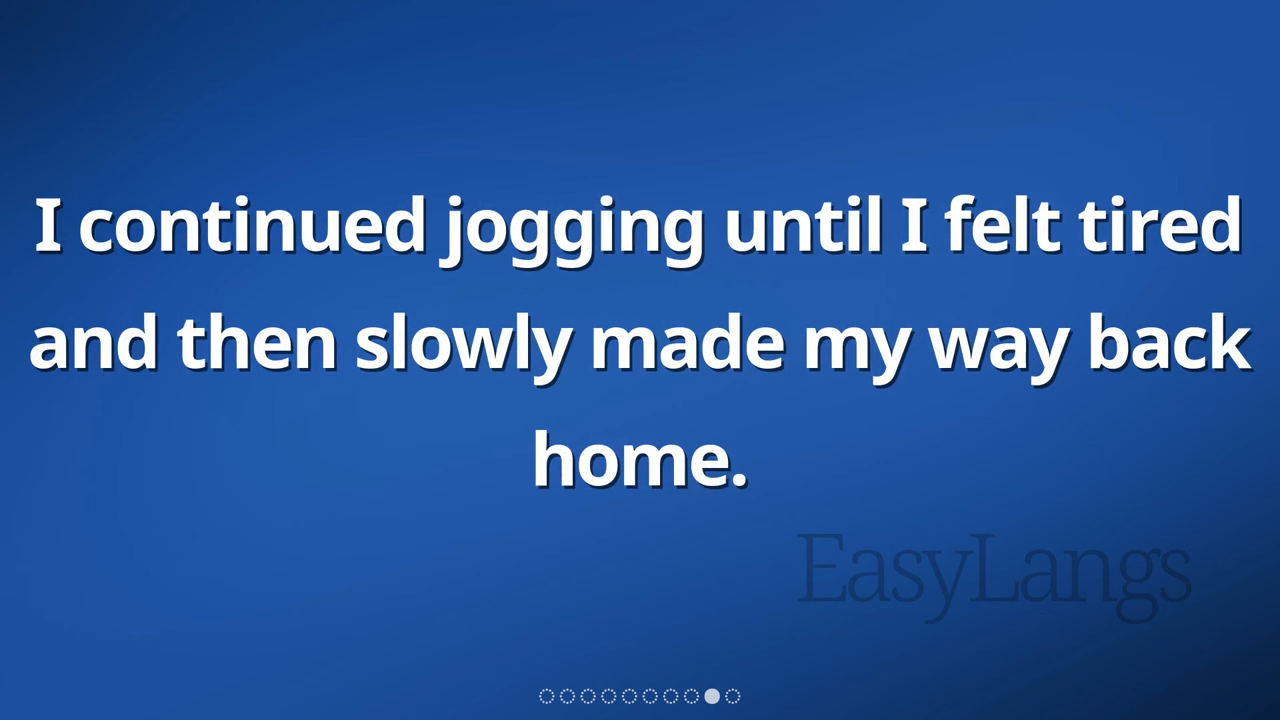 I continued jogging until I felt tired
and then slowly made my way back
home.
EasyLangs